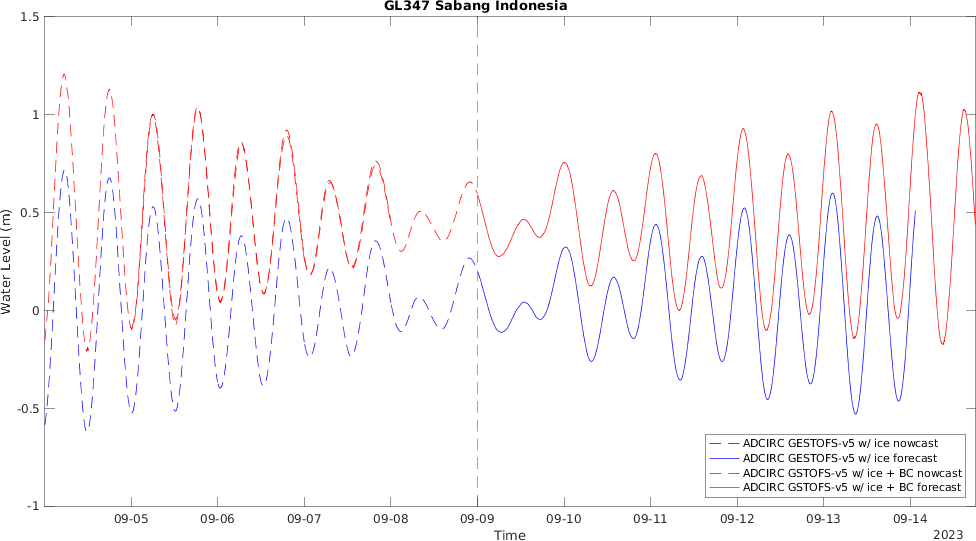 GL347 Sabang Indonesia
1.5
1
0.5
0
-0.5
-1
Water Level (m)
09-05 09-06 09-07 09-08 09-09 09-10 09-11 09-12 09-13 09-14
Time
2023
ADCIRC GESTOFS-v5 w/ ice nowcast
ADCIRC GESTOFS-v5 w/ ice forecast
ADCIRC GSTOFS-v5 w/ ice + BC nowcast
ADCIRC GSTOFS-v5 w/ ice + BC forecast